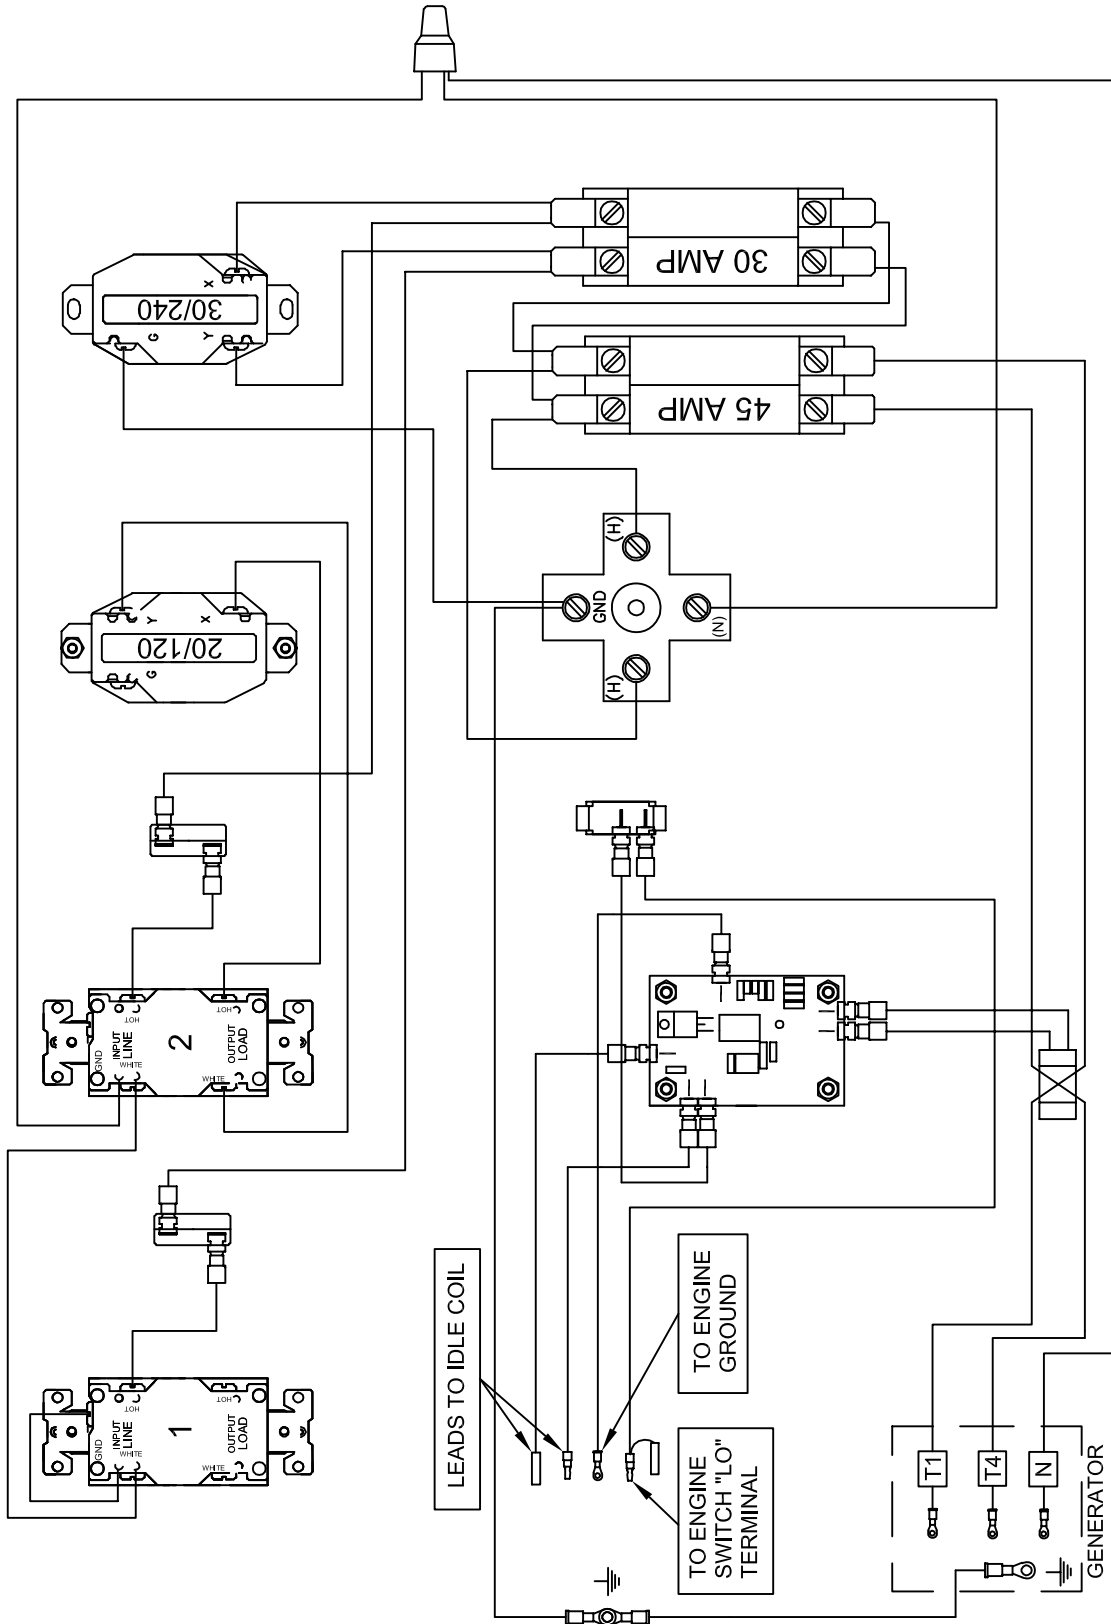 30 AMP
X
30/240
G
Y
45 AMP
(H)
GND
(N)
(H)
Y
X
20/120
G
HOT
HOT
INPUT
LINE
2
OUTPUT
LOAD
GND
WHITE
WHITE
LEADS TO IDLE COIL
TO ENGINE
GROUND
TO ENGINE
SWITCH "LO"
TERMINAL
HOT
HOT
INPUT
LINE
1
OUTPUT
LOAD
GND
WHITE
WHITE
T1
T4
N
GENERATOR